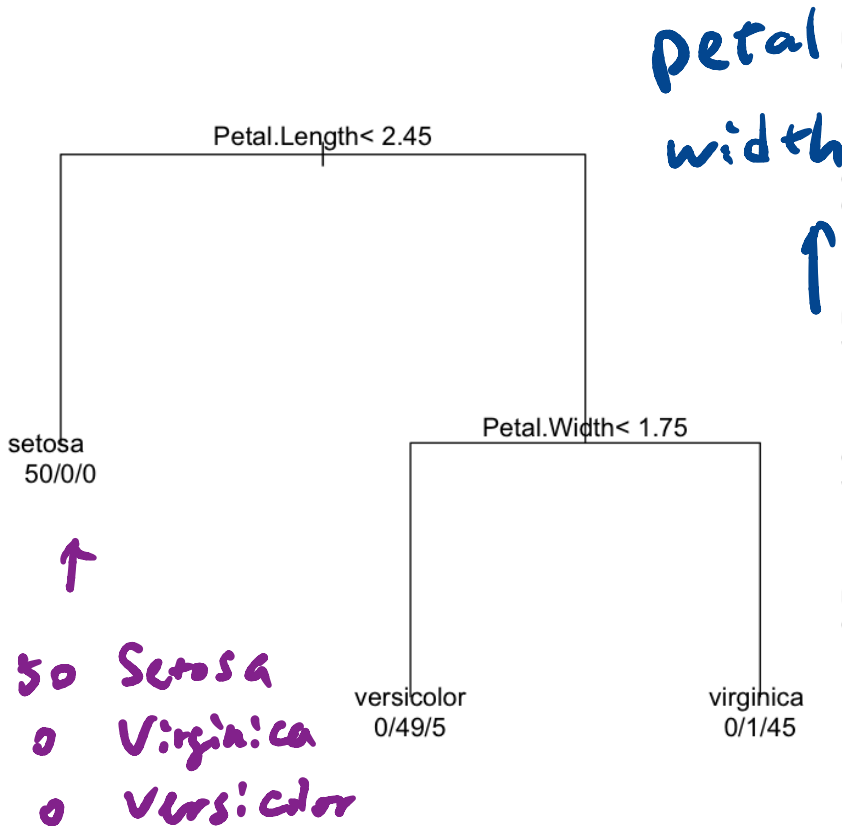 petal
width
Petal.Length< 2.45
Petal.Width< 1.75
setosa
50/0/0
versicolor
0/49/5
virginica
0/1/45
50 Setosa
0 Virginica
0 Versicolor